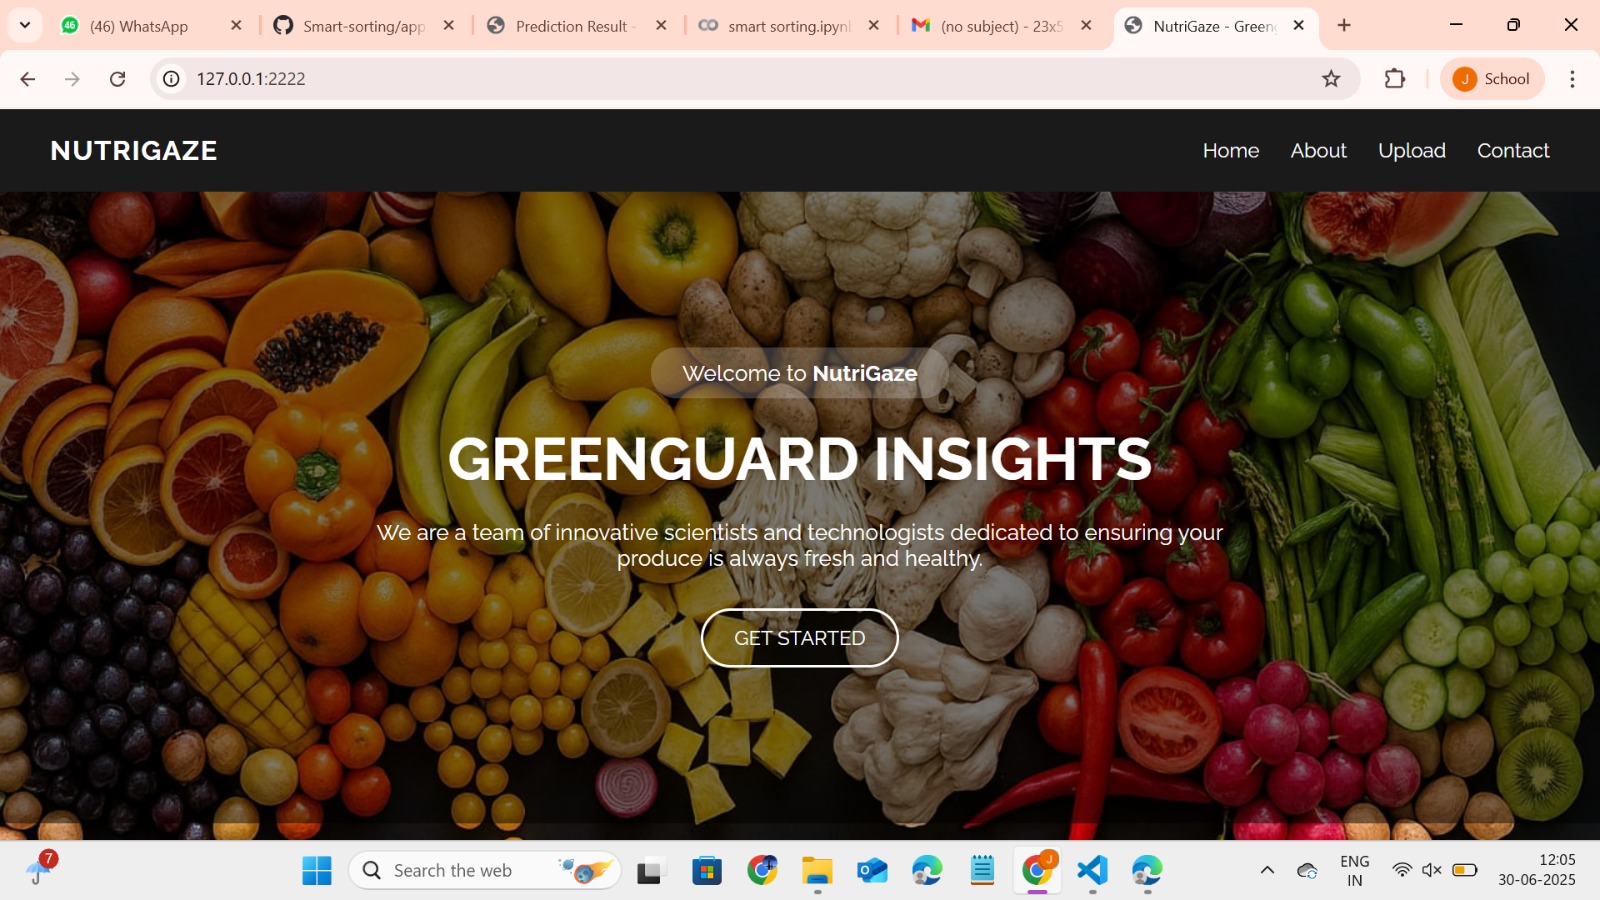 46
(46) WhatsApp
Smart-sorting/app
Prediction Result -
smart sorting.ipynb
(no subject) - 23x5
NutriGaze - Green
127.0.0.1:2222
J
School
NUTRIGAZE
Home
About
Upload
Contact
Welcome to NutriGaze
GREENGUARD INSIGHTS
We are a team of innovative scientists and technologists dedicated to ensuring your
produce is always fresh and healthy.
GET STARTED
7
Search the web
J
ENG
IN
12:05
30-06-2025